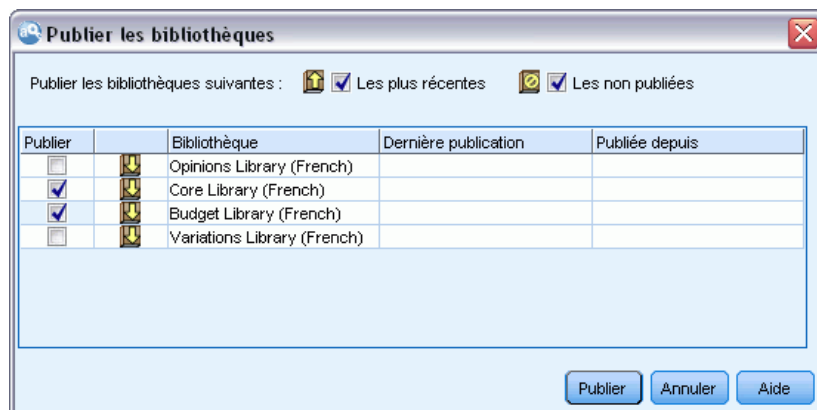 Publier les bibliothèques
Publier les bibliothèques suivantes : Les plus récentes Les non publiées
Publier Bibliothèque Dernière publication Publiée depuis
Opinions Library (French)
Core Library (French)
Budget Library (French)
Variations Library (French)
Publier Annuler Aide